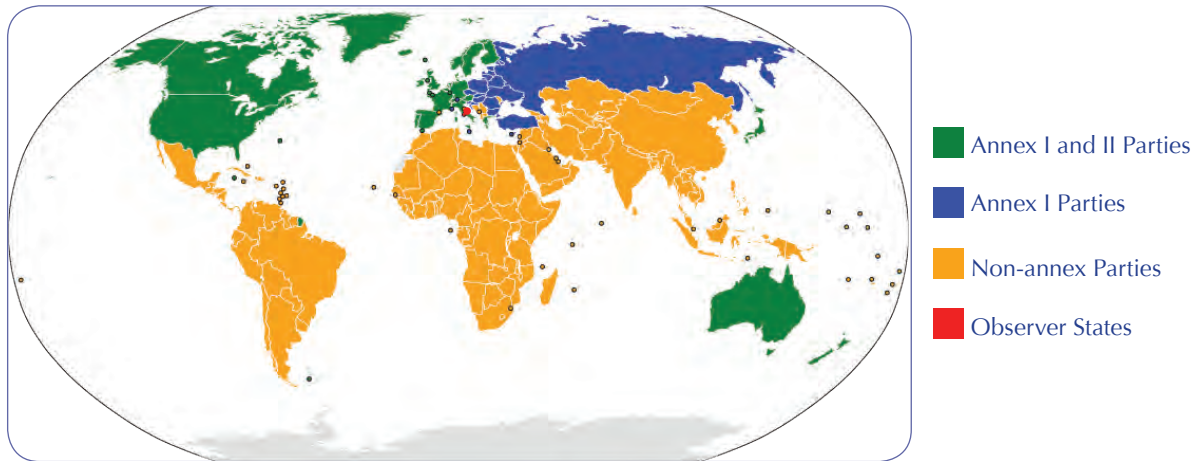 Annex I and II Parties
Annex I Parties
Non-annex Parties
Observer States